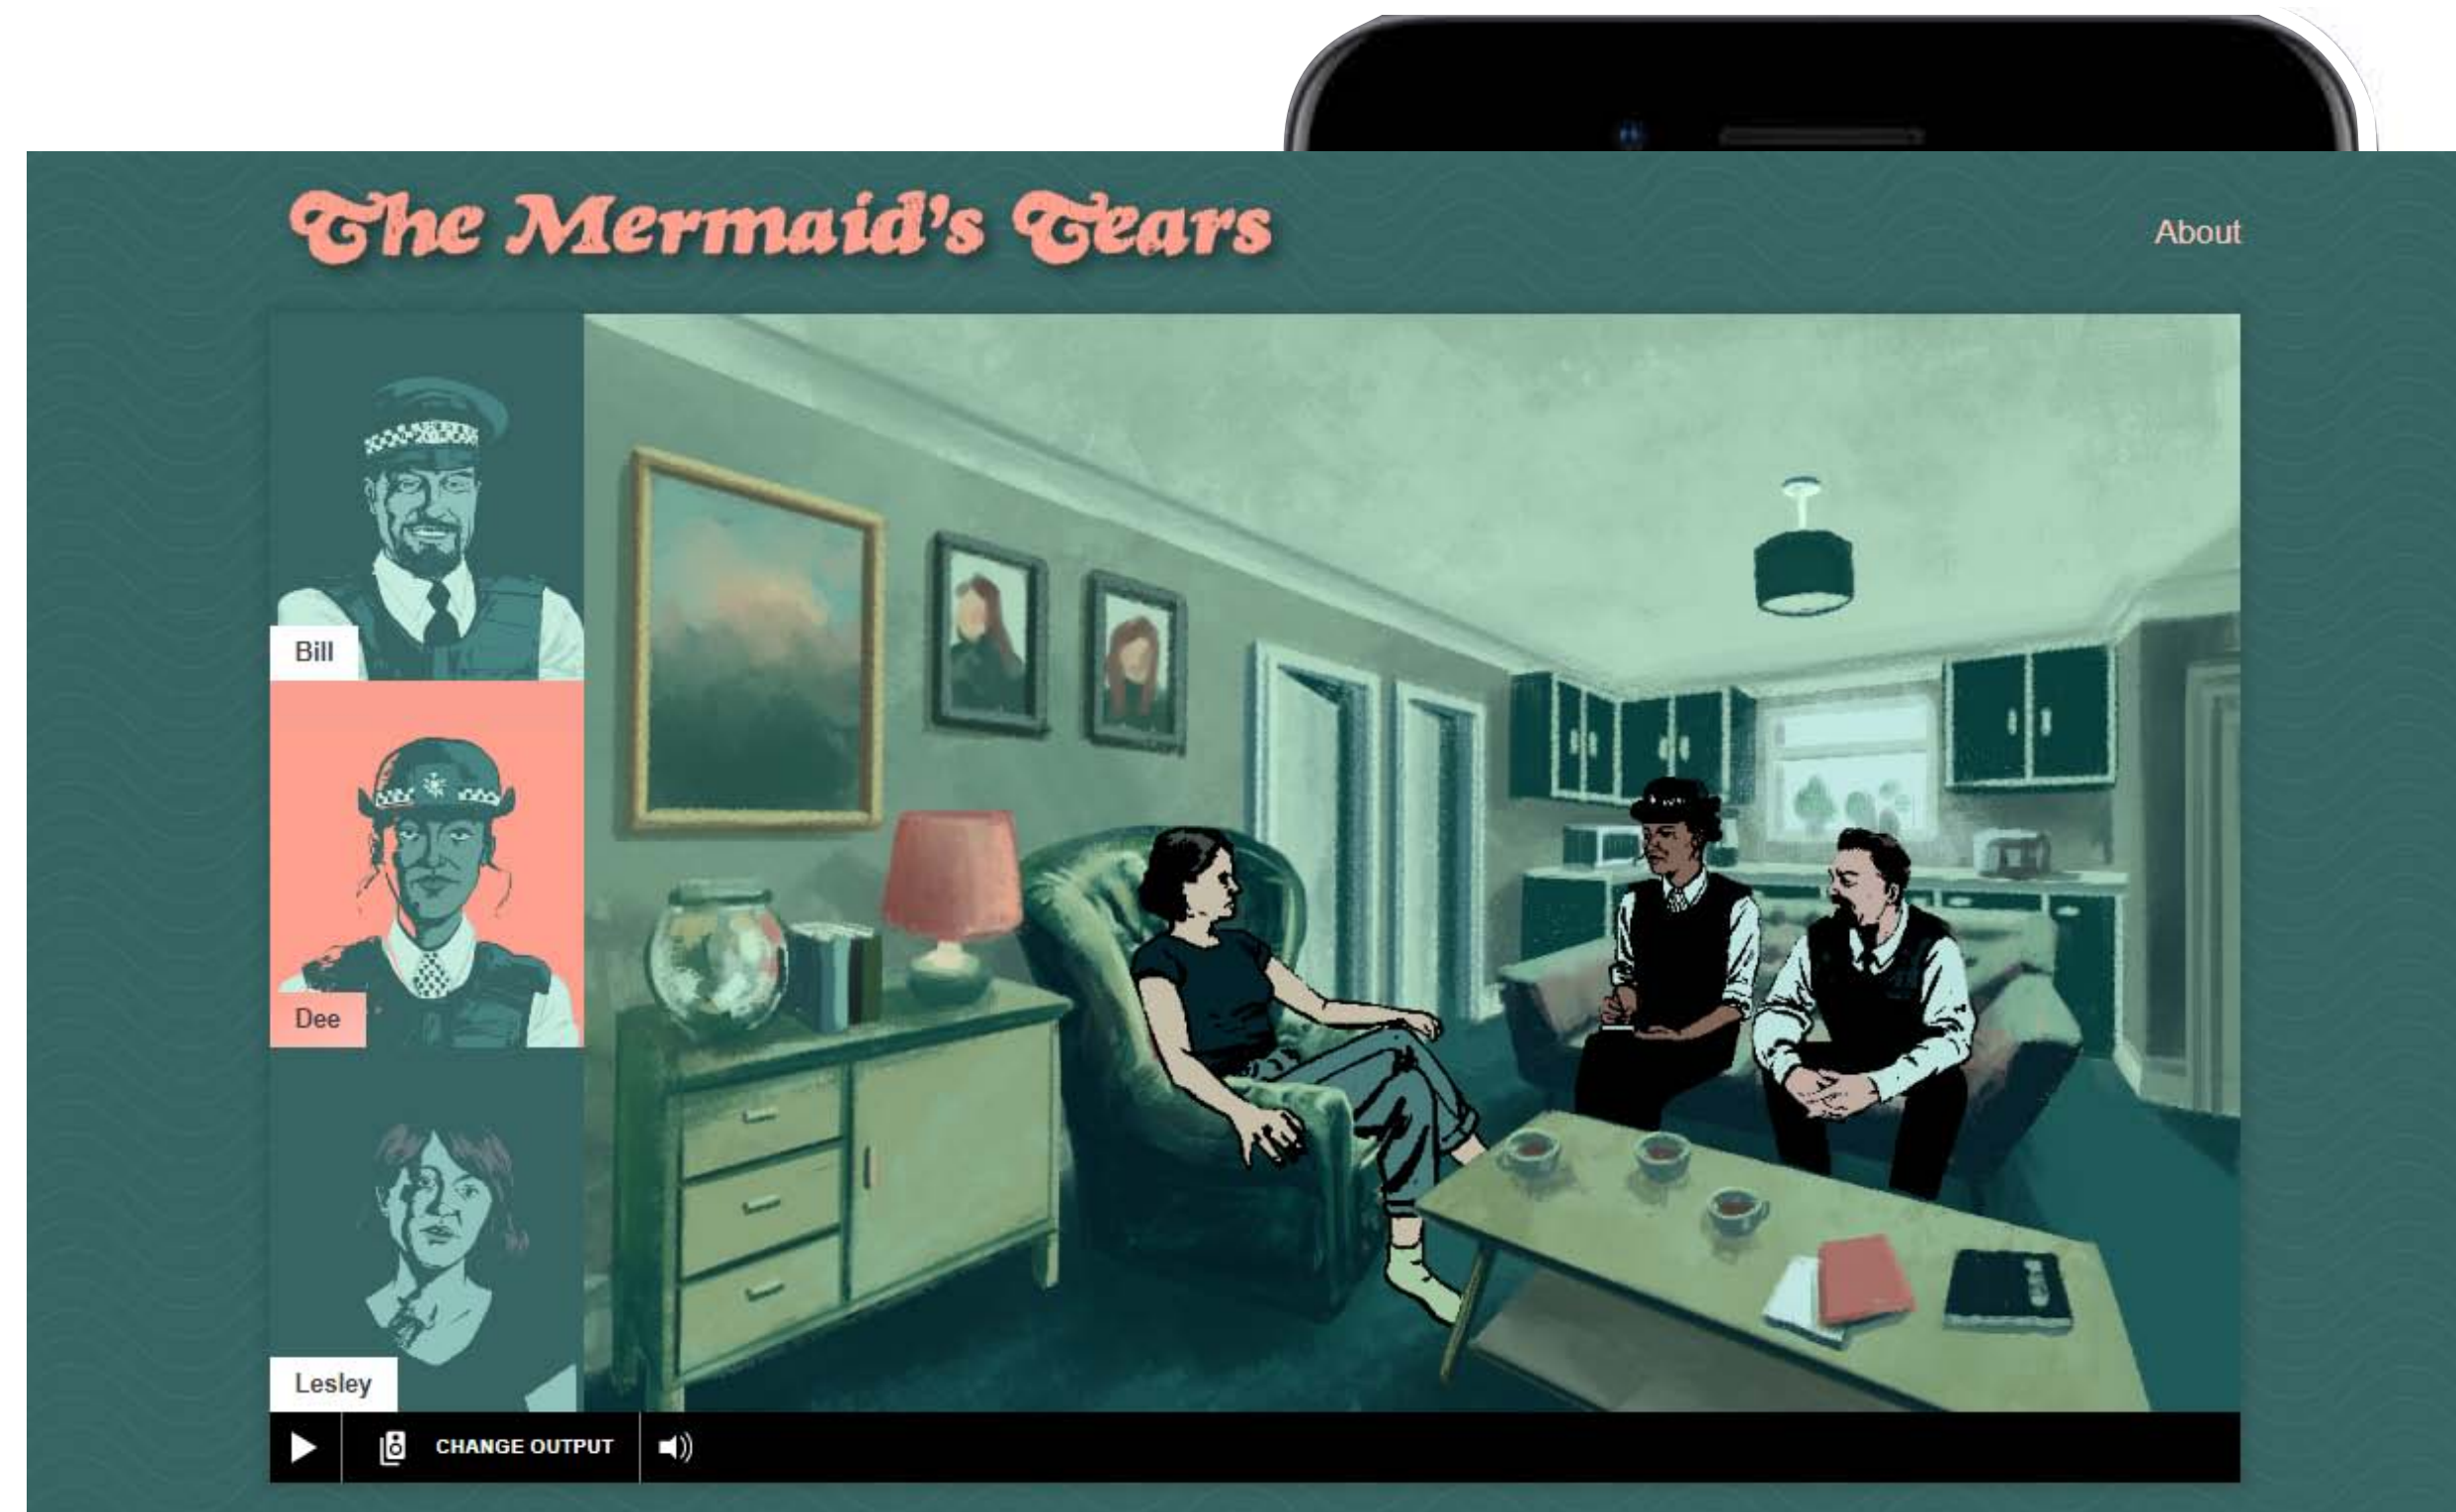 The Mermaid's Tears
About
Bill
Dee
Lesley
CHANGE OUTPUT